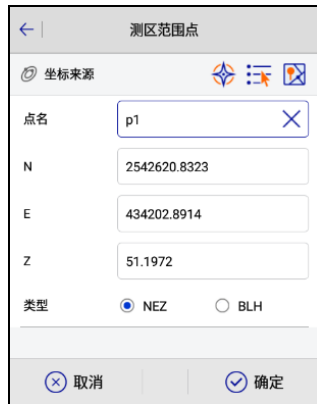 测区范围点
坐标来源
点名 p1
N 2542620.8323
E 434202.8914
Z 51.1972
类型 NEZ BLH
取消 确定